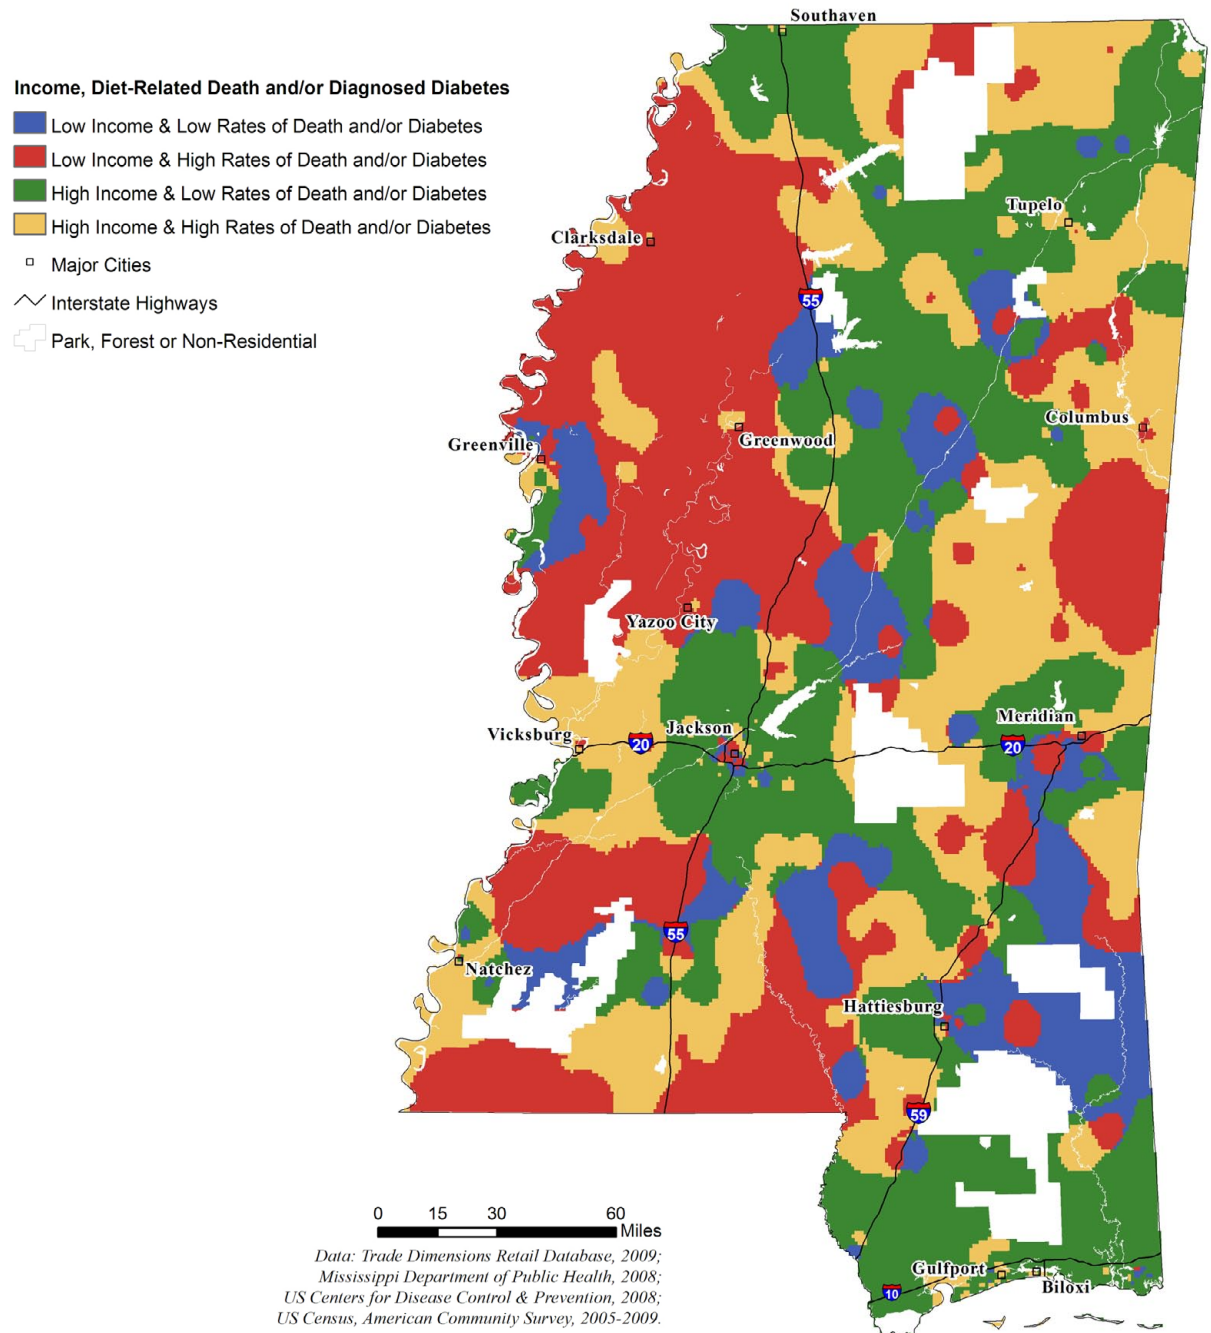 Income, Diet-Related Death and/or Diagnosed Diabetes
Low Income & Low Rates of Death and/or Diabetes
Low Income & High Rates of Death and/or Diabetes
High Income & Low Rates of Death and/or Diabetes
High Income & High Rates of Death and/or Diabetes
Major Cities
Interstate Highways
Park, Forest or Non-Residential
Southaven
Tupelo
Clarksdale
55
Columbus
Greenville
Greenwood
Yazoo City
Vicksburg
20
Jackson
Meridian
20
55
Natchez
Hattiesburg
59
Gulfport
Biloxi
10
0 15 30 60
Miles
Data: Trade Dimensions Retail Database, 2009;
Mississippi Department of Public Health, 2008;
US Centers for Disease Control & Prevention, 2008;
US Census, American Community Survey, 2005-2009.